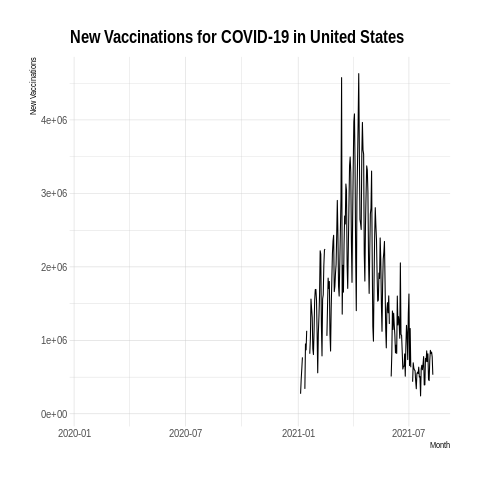 New Vaccinations for COVID-19 in United States
New Vaccinations
4e+06
3e+06
2e+06
1e+06
0e+00
2020-01 2020-07 2021-01 2021-07
Month